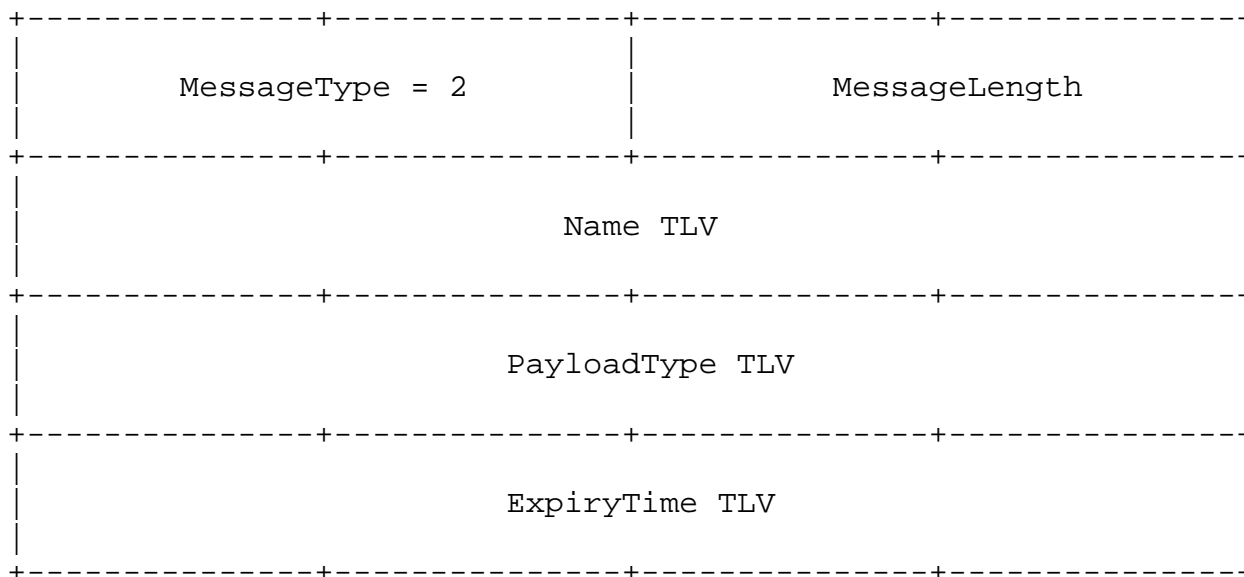 MessageType = 2 MessageLength
Name TLV
PayloadType TLV
ExpiryTime TLV